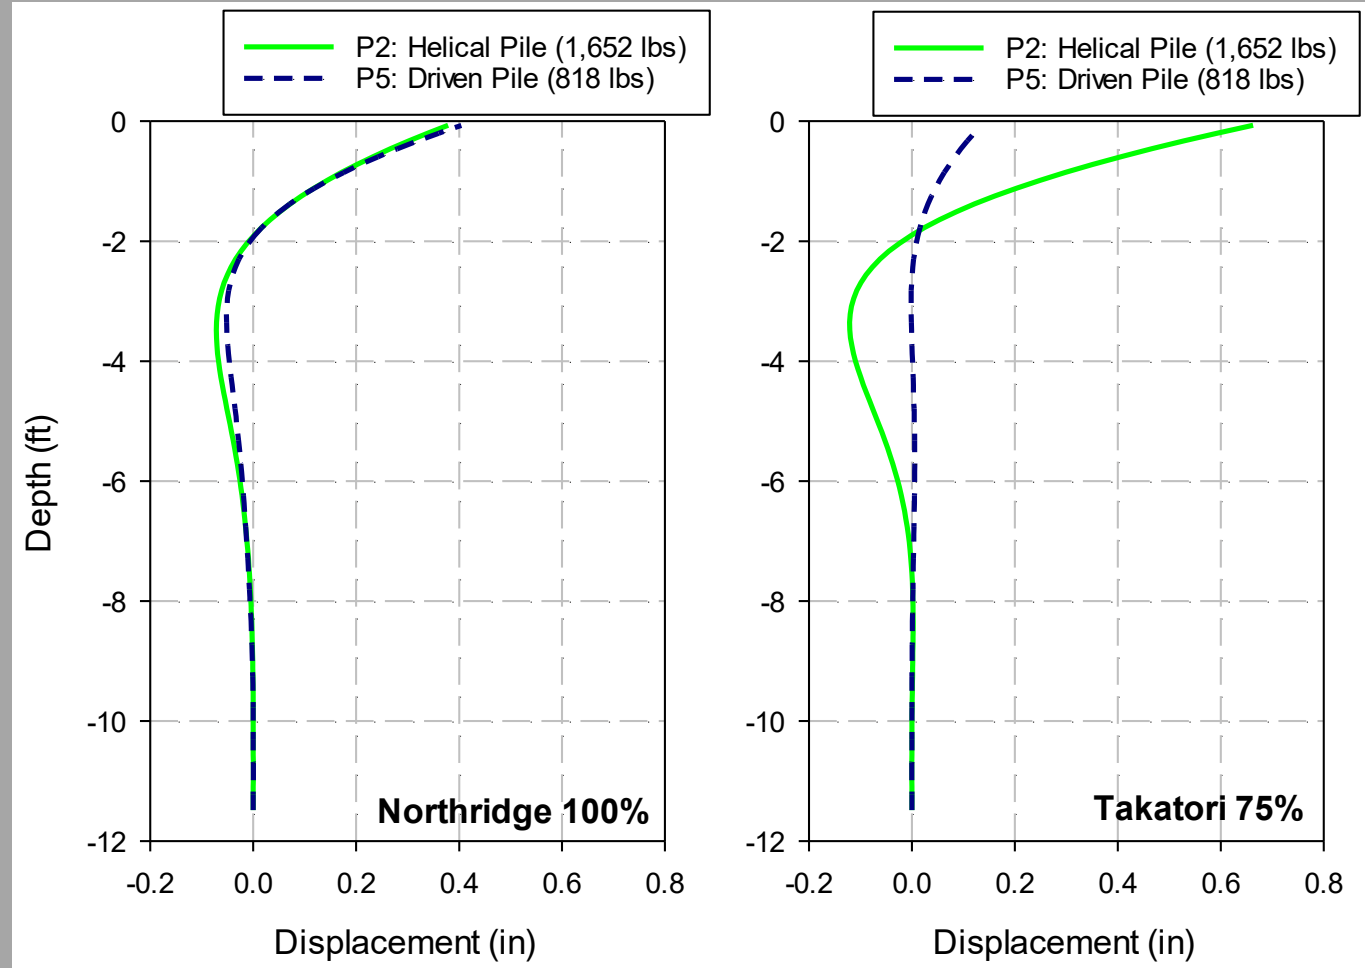 P2: Helical Pile (1,652 lbs)
P5: Driven Pile (818 lbs)
0
-2
-4
-6
-8
-10
-12
Depth (ft)
Northridge 100%
-0.2 0.0 0.2 0.4 0.6 0.8
Displacement (in)
P2: Helical Pile (1,652 lbs)
P5: Driven Pile (818 lbs)
0
-2
-4
-6
-8
-10
-12
Takatori 75%
-0.2 0.0 0.2 0.4 0.6 0.8
Displacement (in)